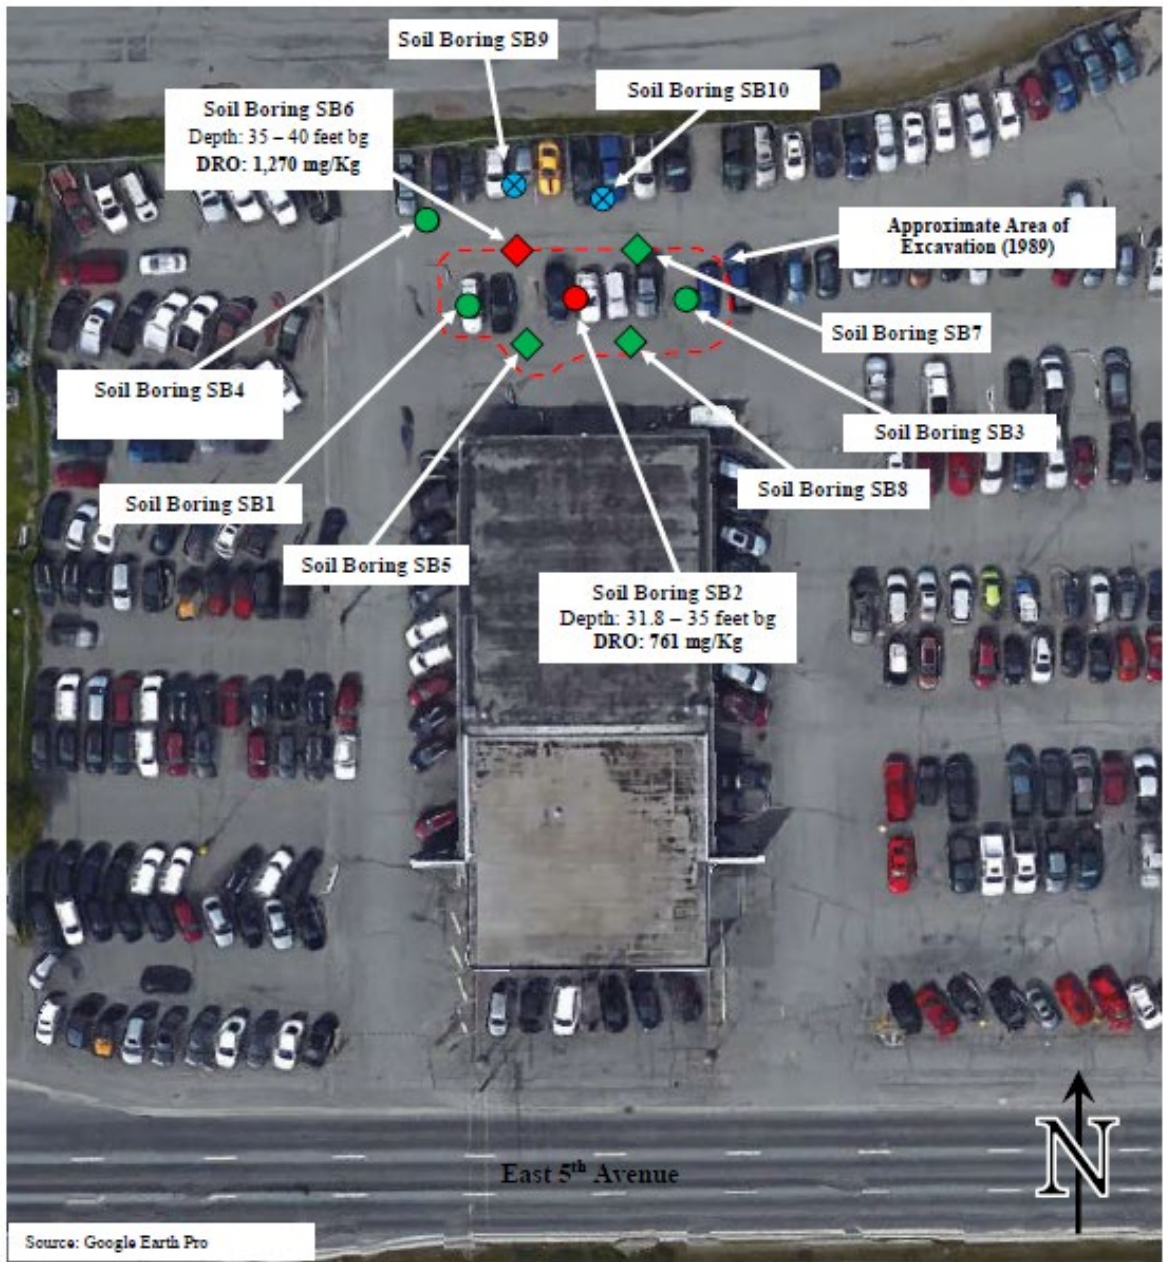 Soil Boring SB9
Soil Boring SB10
Soil Boring SB6
Depth: 35 – 40 feet bg
DRO: 1,270 mg/Kg
Approximate Area of
Excavation (1989)
Soil Boring SB7
Soil Boring SB4
Soil Boring SB3
Soil Boring SB8
Soil Boring SB1
Soil Boring SB5
Soil Boring SB2
Depth: 31.8 – 35 feet bg
DRO: 761 mg/Kg
N
East 5th Avenue
Source: Google Earth Pro